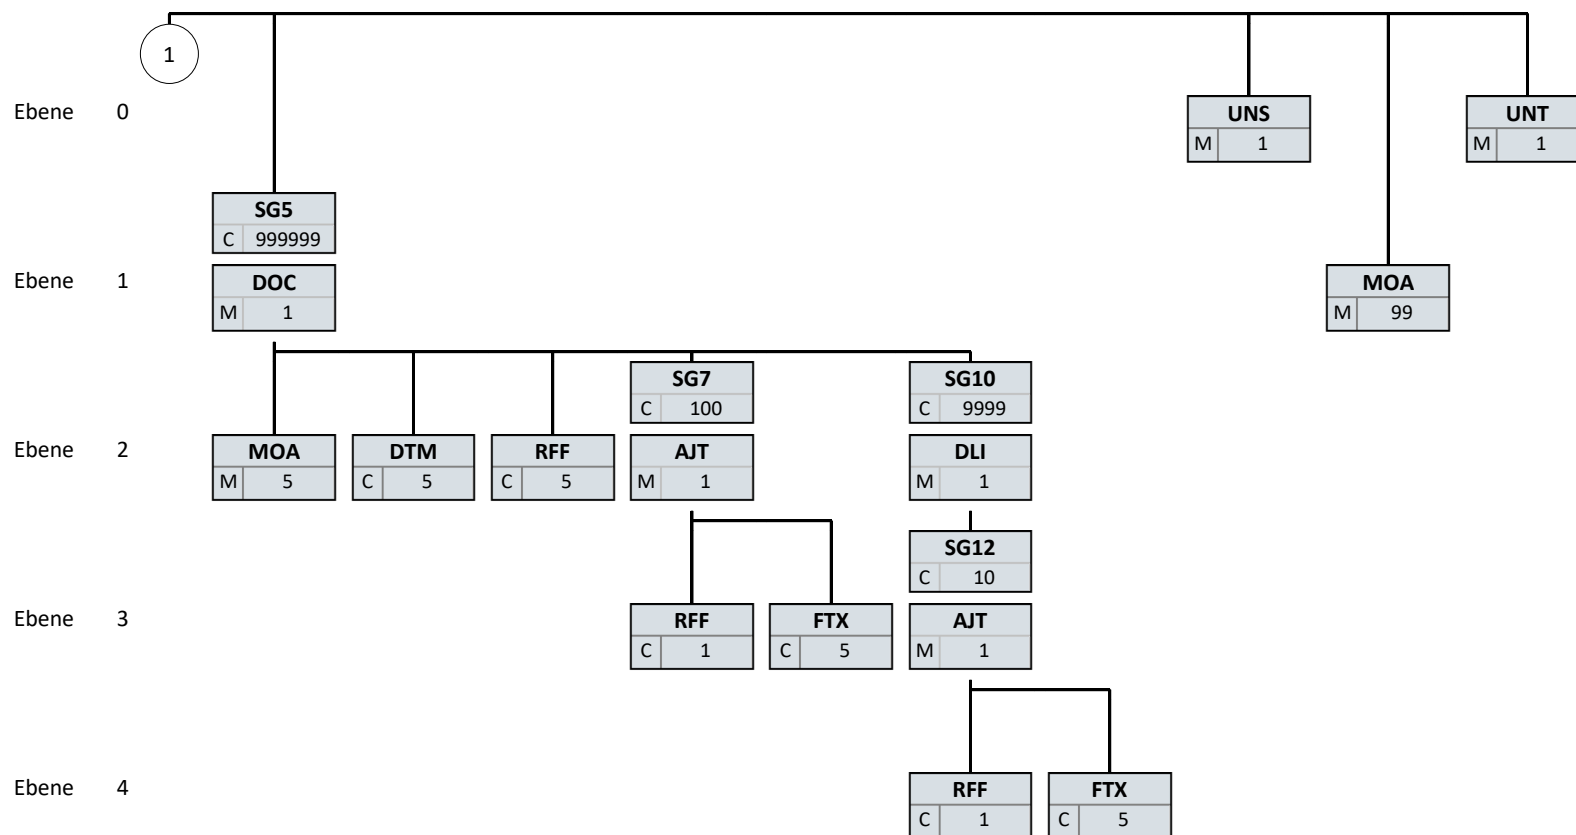 1
Ebene 0
UNS UNT
M 1 M 1
SG5
C 999999
Ebene 1
DOC MOA
M 1 M 99
SG7 SG10
C 100 C 9999
Ebene 2
MOA DTM RFF AJT DLI
M 5 C 5 C 5 M 1 M 1
SG12
C 10
Ebene 3
RFF FTX AJT
C 1 C 5 M 1
Ebene 4
RFF FTX
C 1 C 5